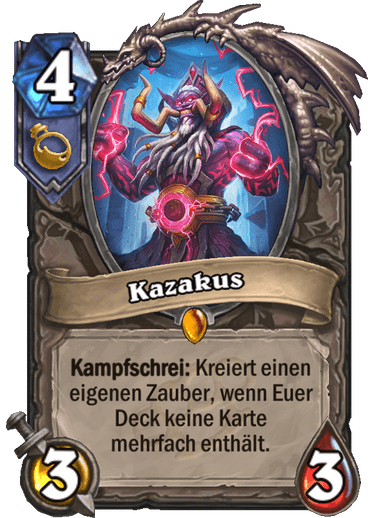 4
Kazakus
Kampfschrei: Kreiert einen
eigenen Zauber, wenn Euer
Deck keine Karte
mehrfach enthält.
3
3